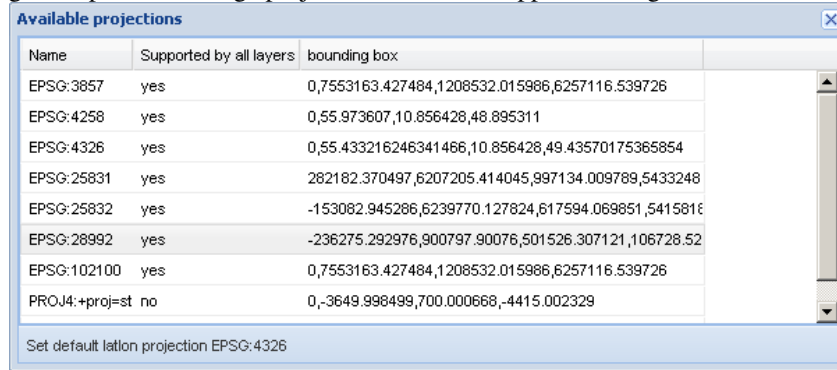 Available projections
Name Supported by all layers bounding box
EPSG:3857 yes 0,7553163.427484,1208532.015986,6257116.539726
EPSG:4258 yes 0,55.973607,10.856428,48.895311
EPSG:4326 yes 0,55.433216246341466,10.856428,49.43570175365854
EPSG:25831 yes 282182.370497,6207205.414045,997134.009789,5433248
EPSG:25832 yes -153082.945286,6239770.127824,617594.069851,5415818
EPSG:28992 yes -236275.292976,900797.90076,501526.307121,106728.52
EPSG:102100 yes 0,7553163.427484,1208532.015986,6257116.539726
PROJ4:+proj=st no 0,-3649.998499,700.000668,-4415.002329
Set default latlon projection EPSG:4326